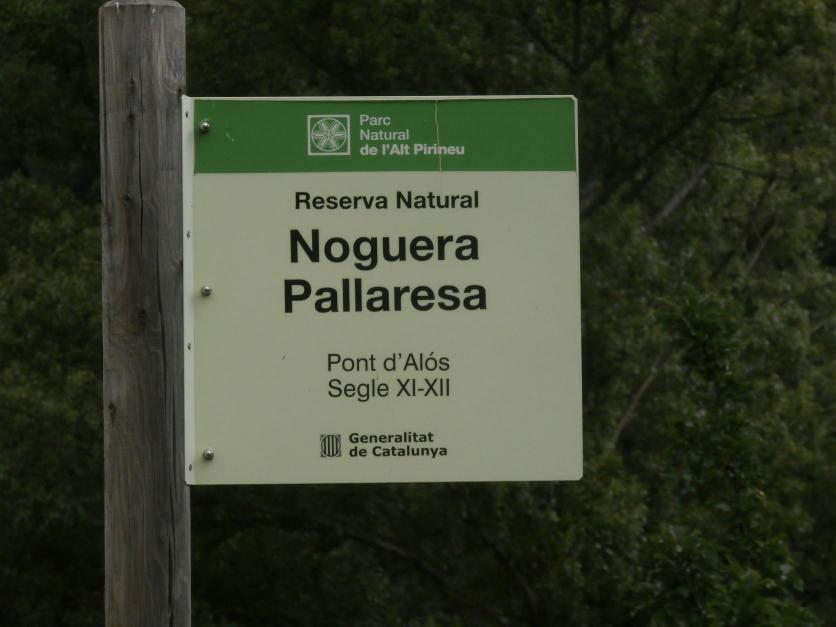 Parc
Natural
de l'Alt Pirineu
Reserva Natural
Noguera
Pallaresa
Pont d'Alós
Segle XI-XII
Generalitat
de Catalunya